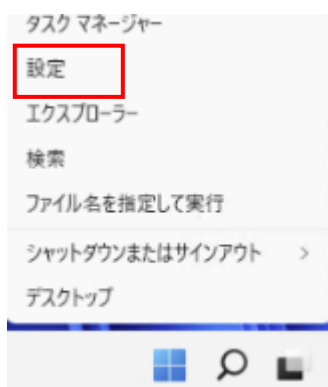 タスク マネージャー
設定
エクスプローラー
検索
ファイル名を指定して実行
シャットダウンまたはサインアウト
デスクトップ